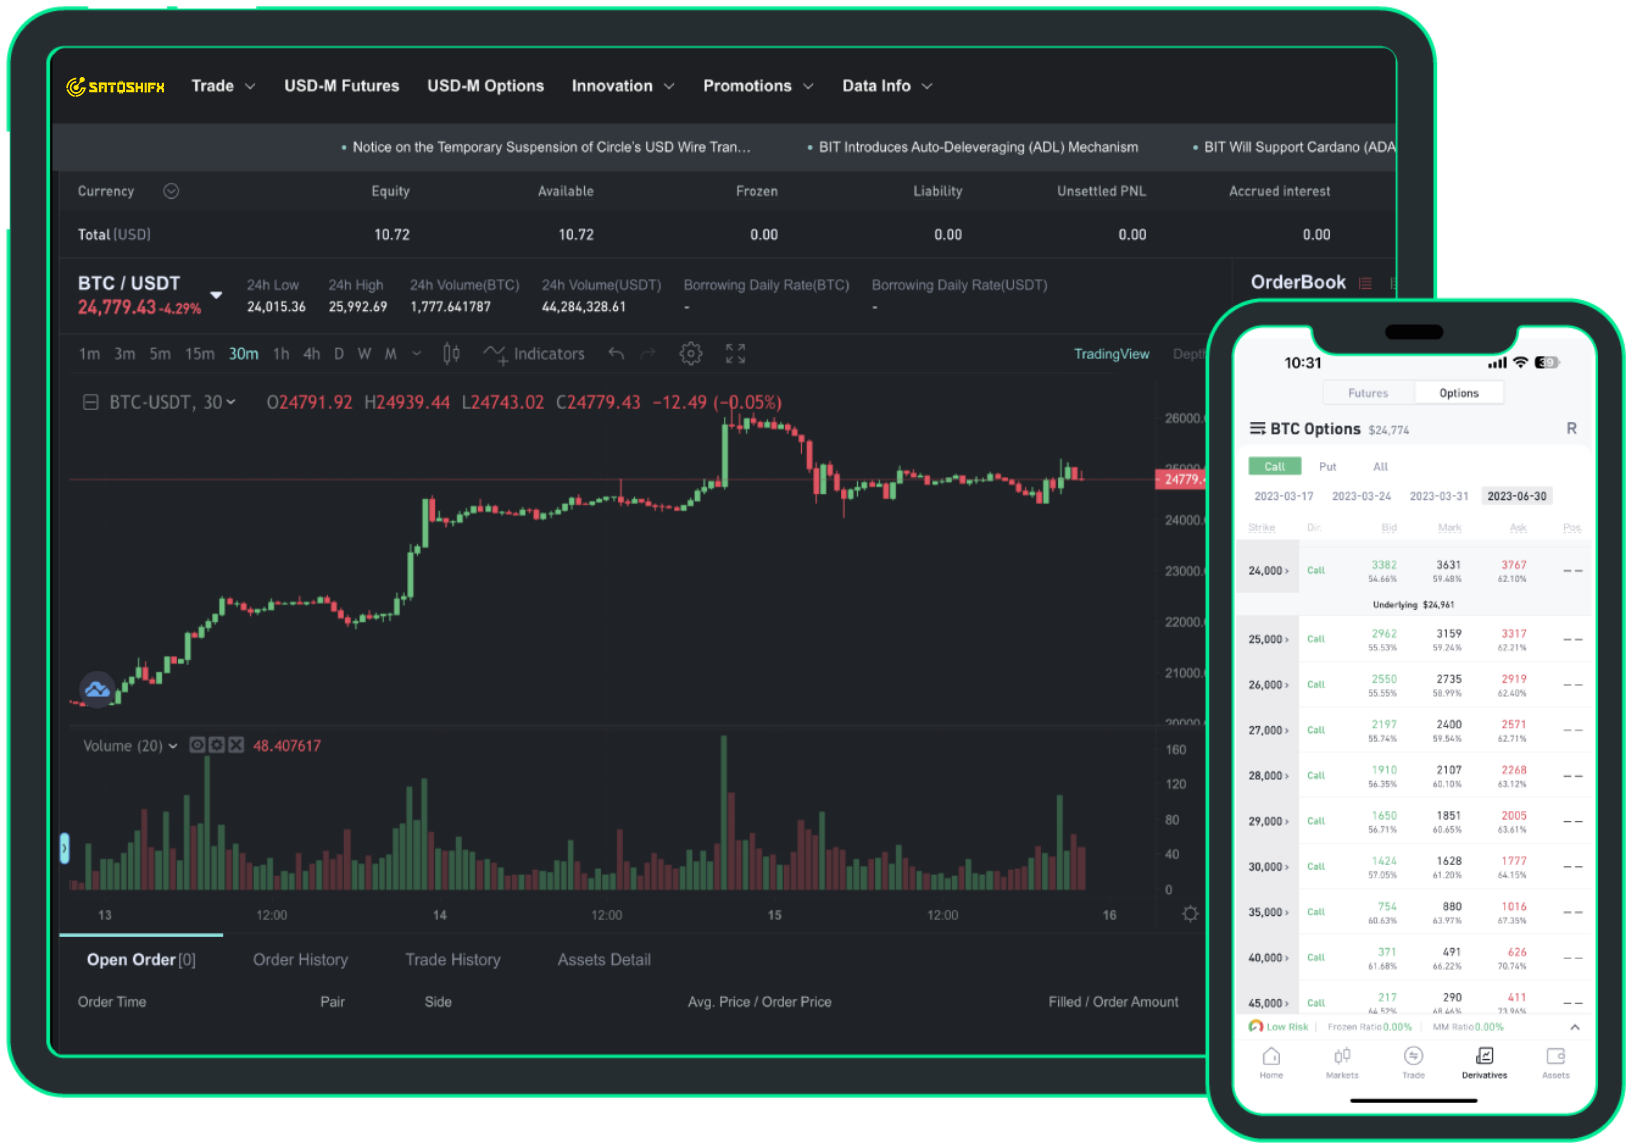 SATOSHIFX Trade USD-M Futures USD-M Options Innovation Promotions Data Info
• Notice on the Temporary Suspension of Circle's USD Wire Tran... • BIT Introduces Auto-Deleveraging (ADL) Mechanism • BIT Will Support Cardano (ADA
Currency Equity Available Frozen Liability Unsettled PNL Accrued interest
Total (USD) 10.72 10.72 0.00 0.00 0.00 0.00
BTC / USDT 24h Low 24h High 24h Volume(BTC) 24h Volume(USDT) Borrowing Daily Rate(BTC) Borrowing Daily Rate(USDT) OrderBook
24,779.43 -4.29% 24,015.36 25,992.69 1,777.641787 44,284,328.61 - -
1m 3m 5m 15m 30m 1h 4h D W M Indicators TradingView Depth
BTC-USDT, 30 O24791.92 H24939.44 L24743.02 C24779.43 −12.49 (−0.05%)
26000.
25000.
24779.
24000.
23000.
22000.
21000.
20000.
Volume (20) 48.407617
160
120
80
40
0
13 12:00 14 12:00 15 12:00 16
Open Order[0] Order History Trade History Assets Detail
Order Time Pair Side Avg. Price / Order Price Filled / Order Amount
10:31 39
Futures Options
BTC Options $24,774 R
Call Put All
2023-03-17 2023-03-24 2023-03-31 2023-06-30
Strike Dir. Bid Mark Ask Pos.
24,000 › Call 3382 3631 3767 – –
54.66% 59.48% 62.10%
Underlying $24,961
25,000 › Call 2962 3159 3317 – –
55.53% 59.24% 62.21%
26,000 › Call 2550 2735 2919 – –
55.55% 58.99% 62.40%
27,000 › Call 2197 2400 2571 – –
55.74% 59.54% 62.71%
28,000 › Call 1910 2107 2268 – –
56.35% 60.10% 63.12%
29,000 › Call 1650 1851 2005 – –
56.71% 60.65% 63.61%
30,000 › Call 1424 1628 1777 – –
57.05% 61.20% 64.15%
35,000 › Call 754 880 1016 – –
60.63% 63.97% 67.35%
40,000 › Call 371 491 626 – –
61.68% 66.22% 70.74%
45,000 › Call 217 290 411 – –
64.52% 68.46% 73.96%
Low Risk Frozen Ratio 0.00% MM Ratio 0.00%
Home Markets Trade Derivatives Assets